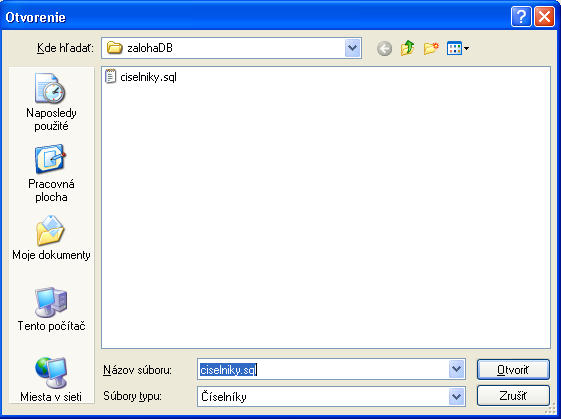 Otvorenie
Kde hľadať:
zalohaDB
ciselniky.sql
Naposledy
použité
Pracovná
plocha
Moje dokumenty
Tento počítač
Miesta v sieti
Názov súboru:
ciselniky.sql
Otvoriť
Súbory typu:
Číselníky
Zrušiť